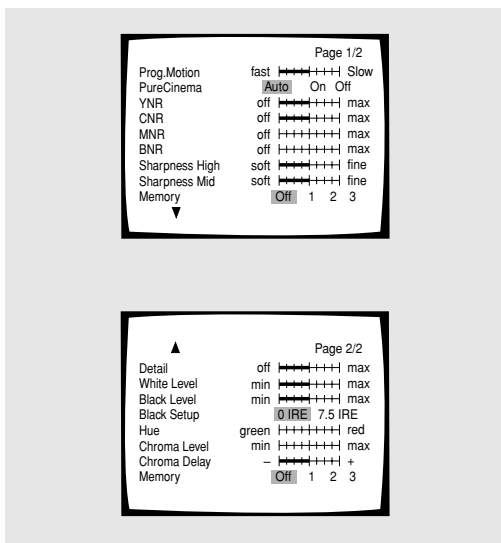 Page 1/2
Prog.Motion fast Slow
PureCinema Auto On Off
YNR off max
CNR off max
MNR off max
BNR off max
Sharpness High soft fine
Sharpness Mid soft fine
Memory Off 1 2 3
Page 2/2
Detail off max
White Level min max
Black Level min max
Black Setup 0 IRE 7.5 IRE
Hue green red
Chroma Level min max
Chroma Delay – +
Memory Off 1 2 3